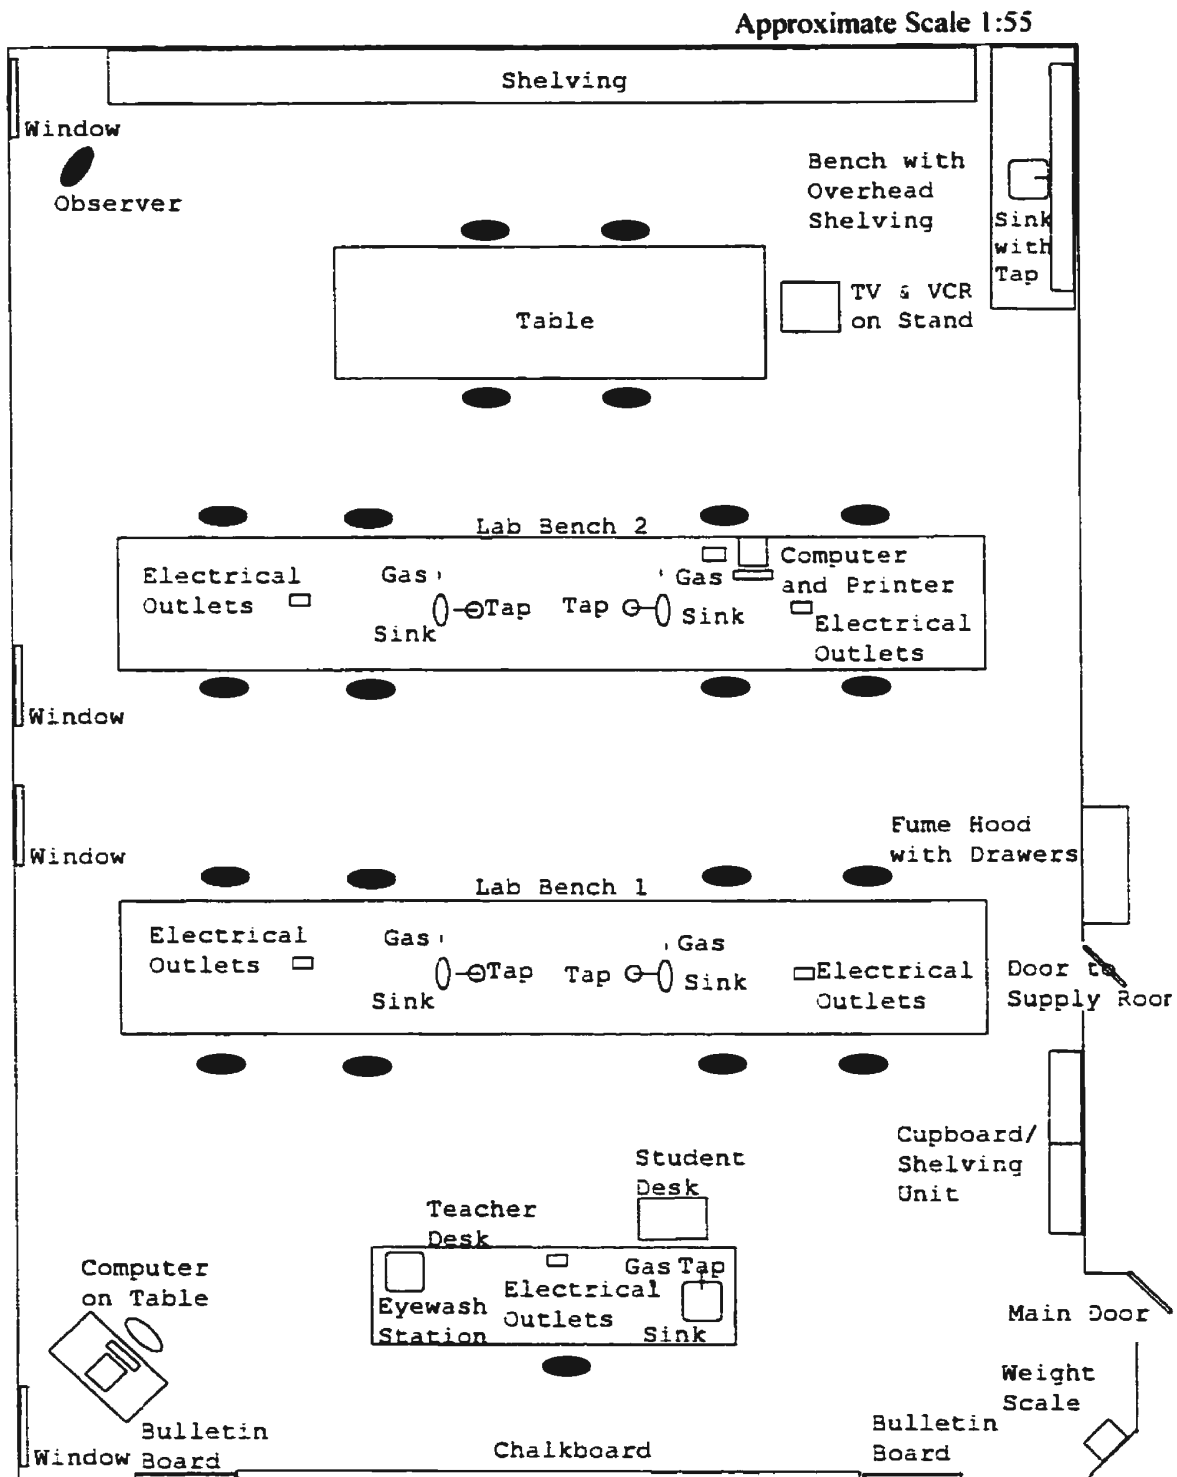 Approximate Scale 1:55
Shelving
Window
Observer
Bench with
Overhead
Shelving
Sink
with
Tap
TV & VCR
on Stand
Table
Lab Bench 2
Electrical
Outlets
Gas
Sink
Tap
Tap
Gas
Sink
Computer
and Printer
Electrical
Outlets
Window
Window
Fume Hood
with Drawers
Lab Bench 1
Electrical
Outlets
Gas
Sink
Tap
Tap
Gas
Sink
Electrical
Outlets
Door to
Supply Room
Cupboard/
Shelving
Unit
Student
Desk
Teacher
Desk
Computer
on Table
Eyewash
Station
Electrical
Outlets
Gas Tap
Sink
Main Door
Weight
Scale
Window
Bulletin
Board
Chalkboard
Bulletin
Board